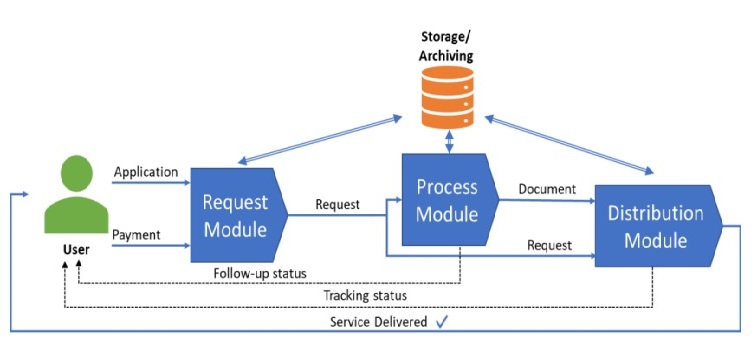 Storage/
Archiving
Application
Request
Module
Request
Process
Module
Document
Distribution
Module
Payment
Request
User
Follow-up status
Tracking status
Service Delivered ✓